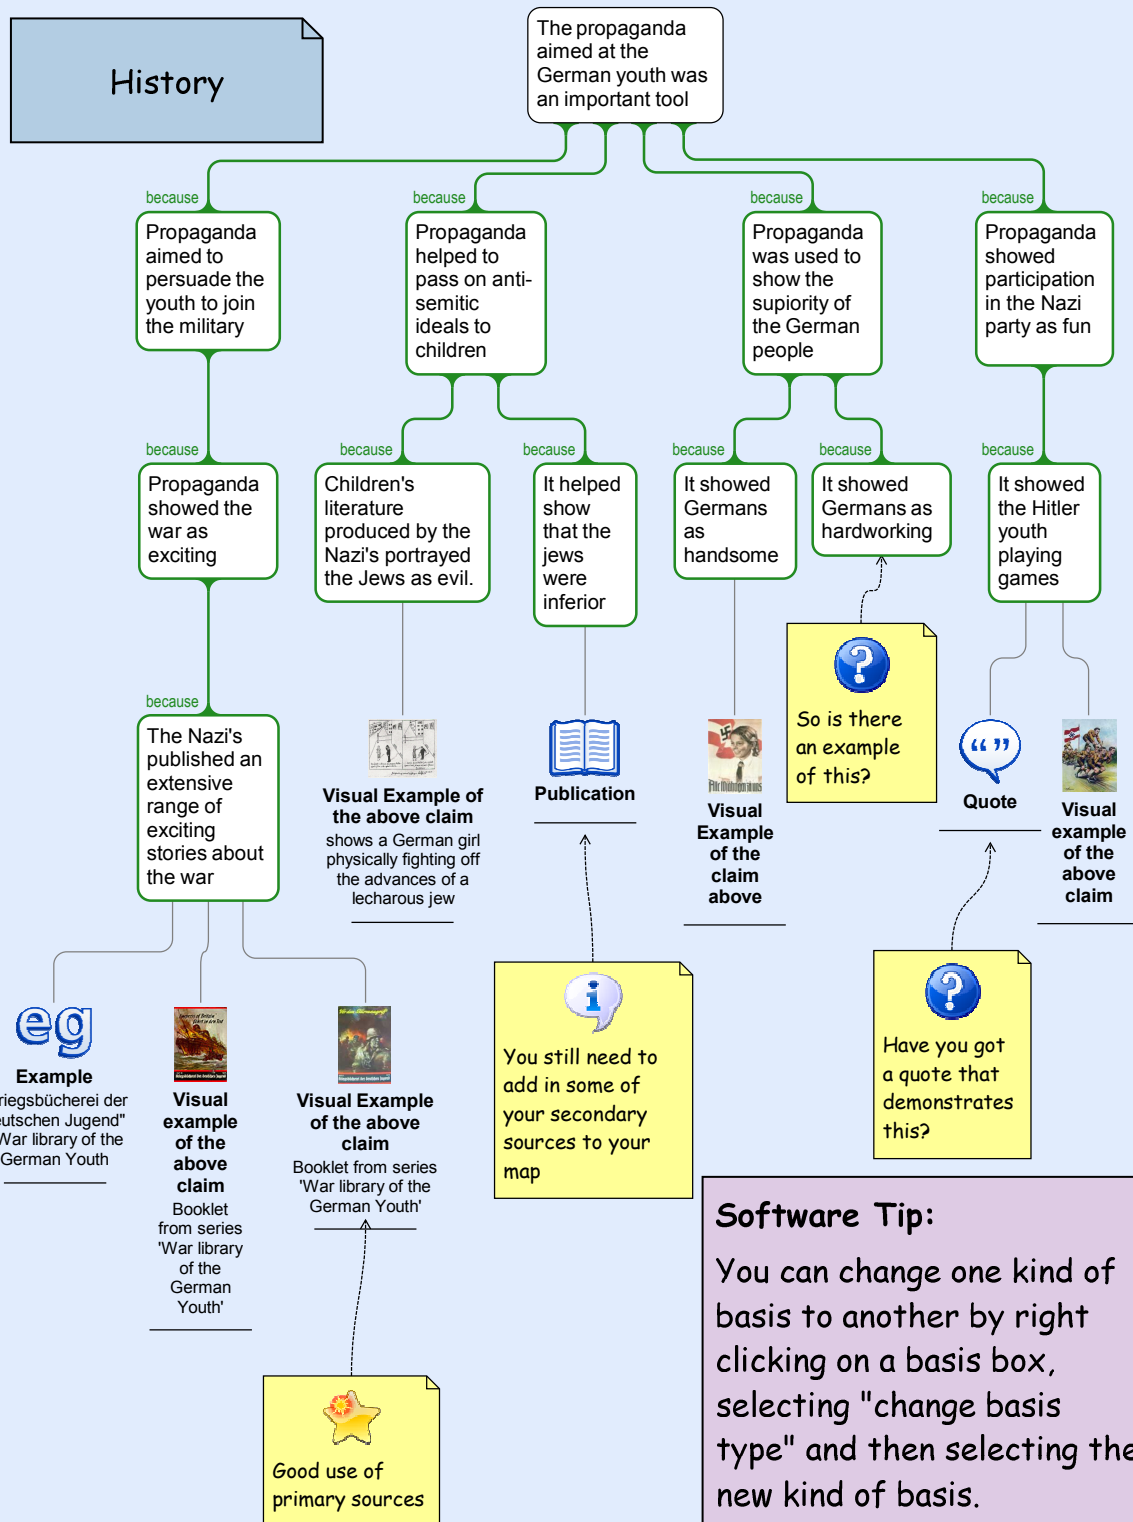 History
The propaganda
aimed at the
German youth was
an important tool
because
Propaganda
aimed to
persuade the
youth to join
the military
because
Propaganda
helped to
pass on anti-
semitic
ideals to
children
because
Propaganda
was used to
show the
supiority of
the German
people
because
Propaganda
showed
participation
in the Nazi
party as fun
because
Propaganda
showed the
war as
exciting
because
Children's
literature
produced by the
Nazi's portrayed
the Jews as evil.
because
It helped
show
that the
jews
were
inferior
because
It showed
Germans
as
handsome
because
It showed
Germans as
hardworking
because
It showed
the Hitler
youth
playing
games
because
The Nazi's
published an
extensive
range of
exciting
stories about
the war
Visual Example of
the above claim
shows a German girl
physically fighting off
the advances of a
lecharous jew
Publication
Visual
Example
of the
claim
above
So is there
an example
of this?
Quote
Visual
example
of the
above
claim
eg
Example
riegsbücherei der
eutschen Jugend"
War library of the
German Youth
Visual
example
of the
above
claim
Booklet
from series
'War library
of the
German
Youth'
Visual Example
of the above
claim
Booklet from series
'War library of the
German Youth'
You still need to
add in some of
your secondary
sources to your
map
Have you got
a quote that
demonstrates
this?
Good use of
primary sources
Software Tip:
You can change one kind of
basis to another by right
clicking on a basis box,
selecting "change basis
type" and then selecting the
new kind of basis.